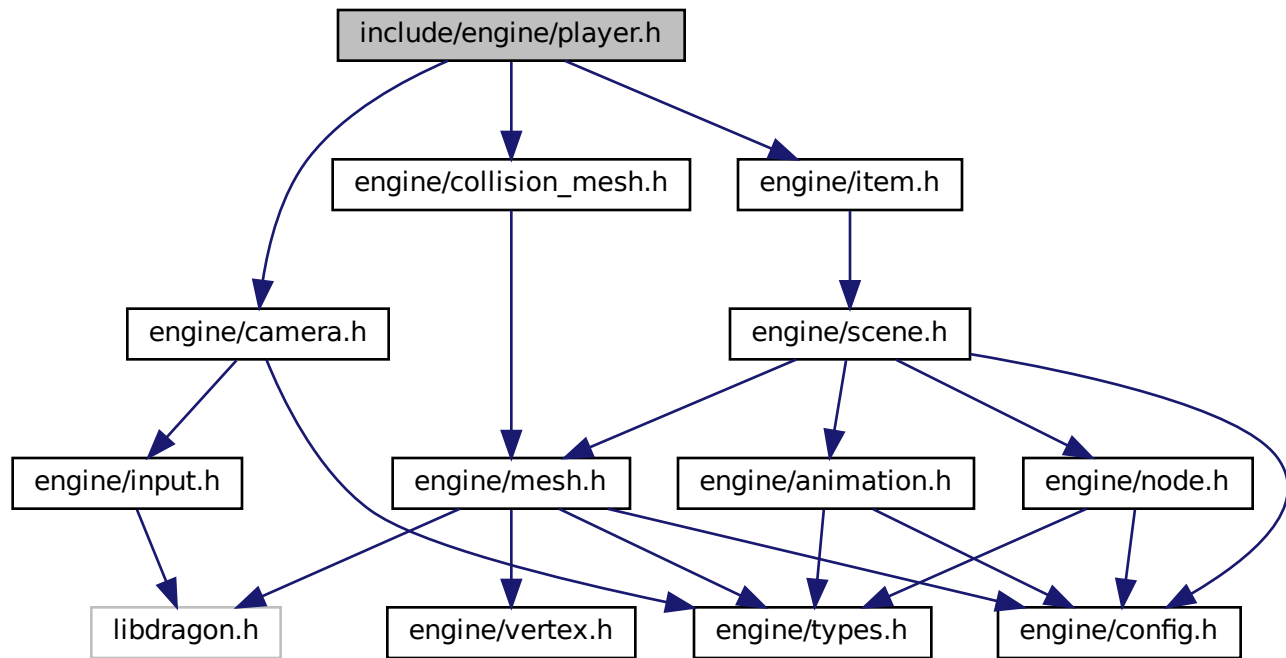 include/engine/player.h
engine/collision_mesh.h
engine/item.h
engine/camera.h
engine/scene.h
engine/input.h
engine/mesh.h
engine/animation.h
engine/node.h
libdragon.h
engine/vertex.h
engine/types.h
engine/config.h